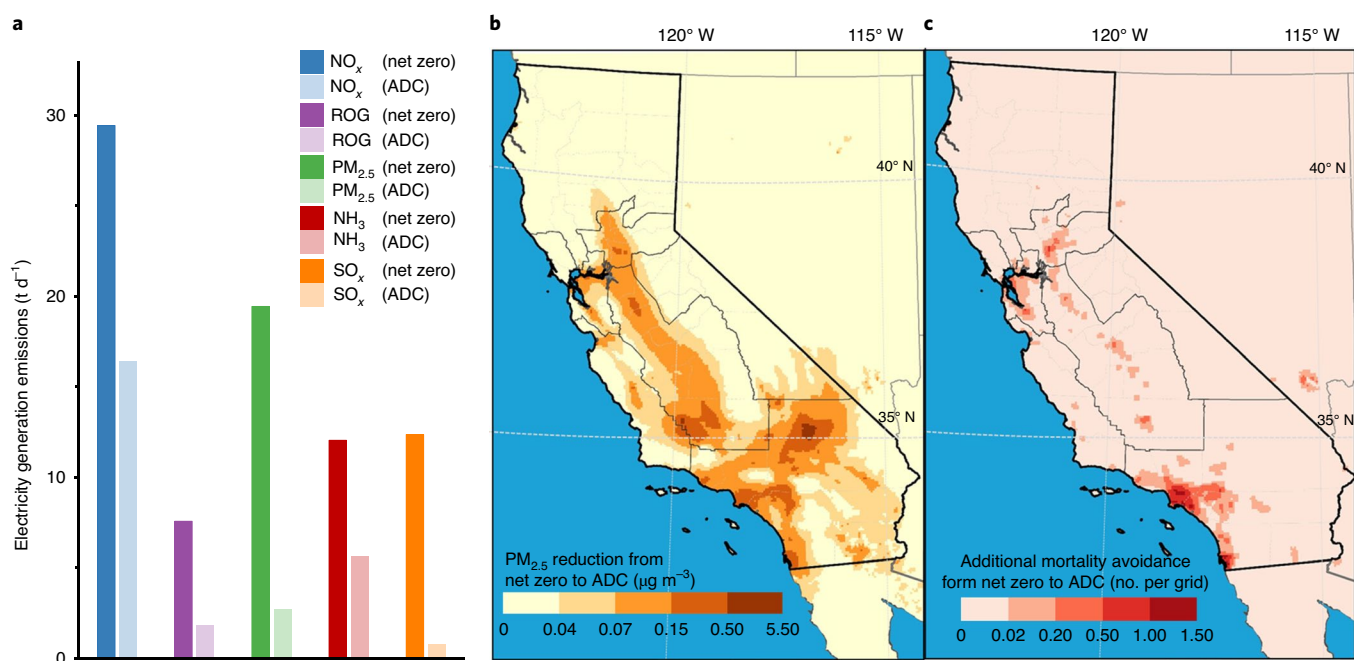 a
NOx (net zero)
NOx (ADC)
ROG (net zero)
ROG (ADC)
PM2.5 (net zero)
PM2.5 (ADC)
NH3 (net zero)
NH3 (ADC)
SOx (net zero)
SOx (ADC)
Electricity generation emissions (t d–1)
30
20
10
0
b
120° W
115° W
40° N
35° N
PM2.5 reduction from
net zero to ADC (μg m–3)
0 0.04 0.07 0.15 0.50 5.50
c
120° W
115° W
40° N
35° N
Additional mortality avoidance
form net zero to ADC (no. per grid)
0 0.02 0.20 0.50 1.00 1.50